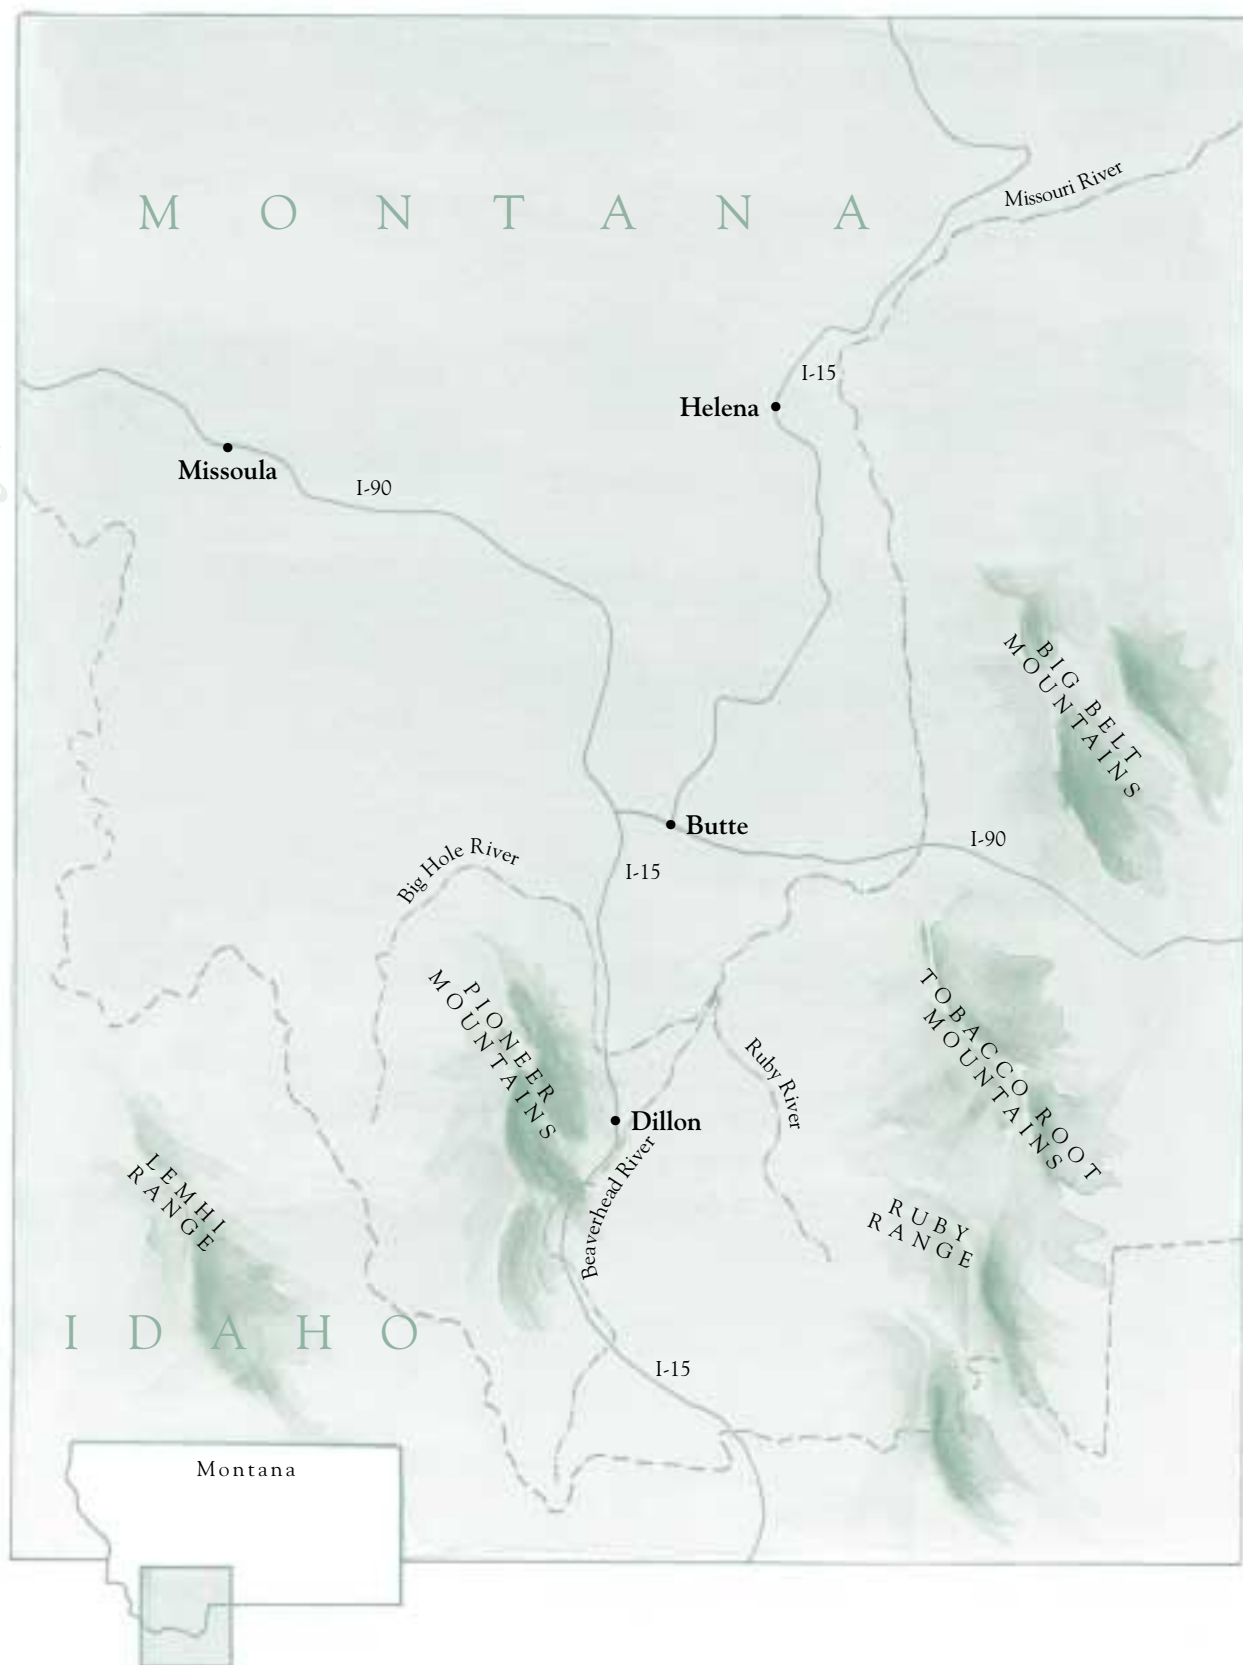 MONTANA
Missouri River
I-15
Helena
Missoula
I-90
BIG BELT
MOUNTAINS
Butte
I-90
Big Hole River
I-15
PIONEER
MOUNTAINS
TOBACCO ROOT
MOUNTAINS
Ruby River
Dillon
Beaverhead River
LEMHI
RANGE
RUBY
RANGE
IDAHO
I-15
Montana